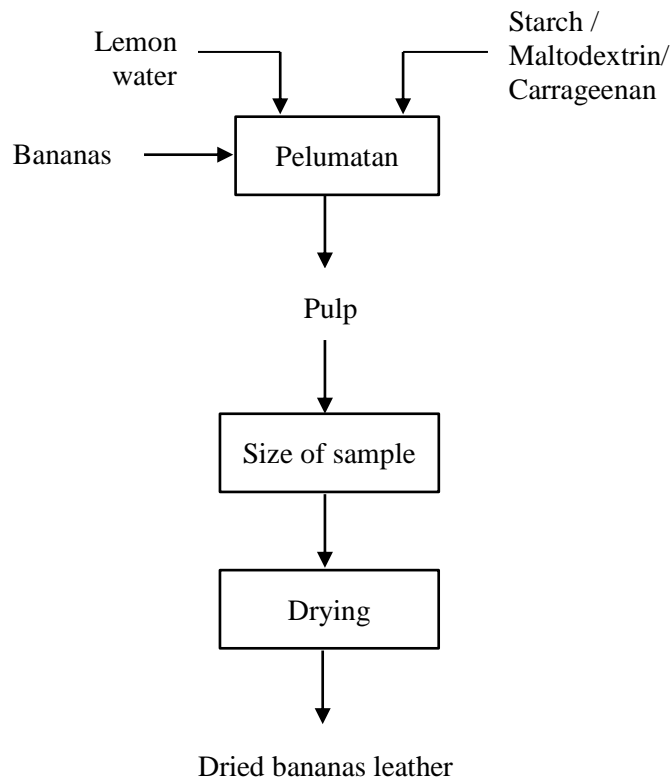 Lemon
water
Starch /
Maltodextrin/
Carrageenan
Bananas
Pelumatan
Pulp
Size of sample
Drying
Dried bananas leather